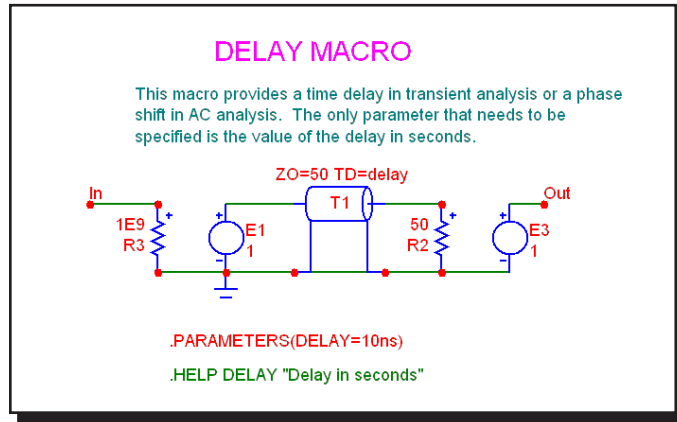 DELAY MACRO
This macro provides a time delay in transient analysis or a phase
shift in AC analysis. The only parameter that needs to be
specified is the value of the delay in seconds.
ZO=50 TD=delay
In
T1
Out
1E9
R3
+
+
E1
1
-
50
R2
+
+
E3
1
-
.PARAMETERS(DELAY=10ns)
.HELP DELAY "Delay in seconds"